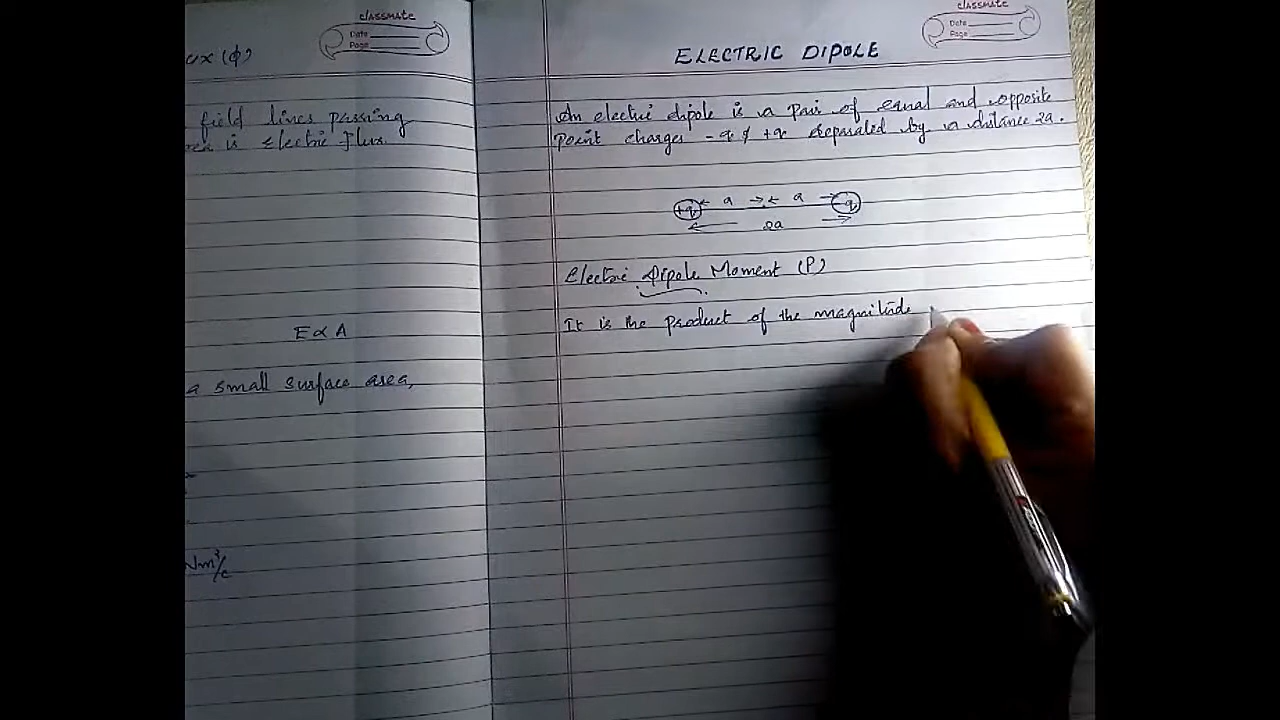 classmate
Date
Page
ux (φ)
field lines passing
area is Electric Flux.
E ∝ A
a small surface area,
Nm²/c
classmate
Date
Page
ELECTRIC DIPOLE
An electric dipole is a pair of equal and opposite
point charges -q & +q separated by a distance 2a.
+q a a -q
2a
Electric Dipole Moment (P)
It is the product of the magnitude